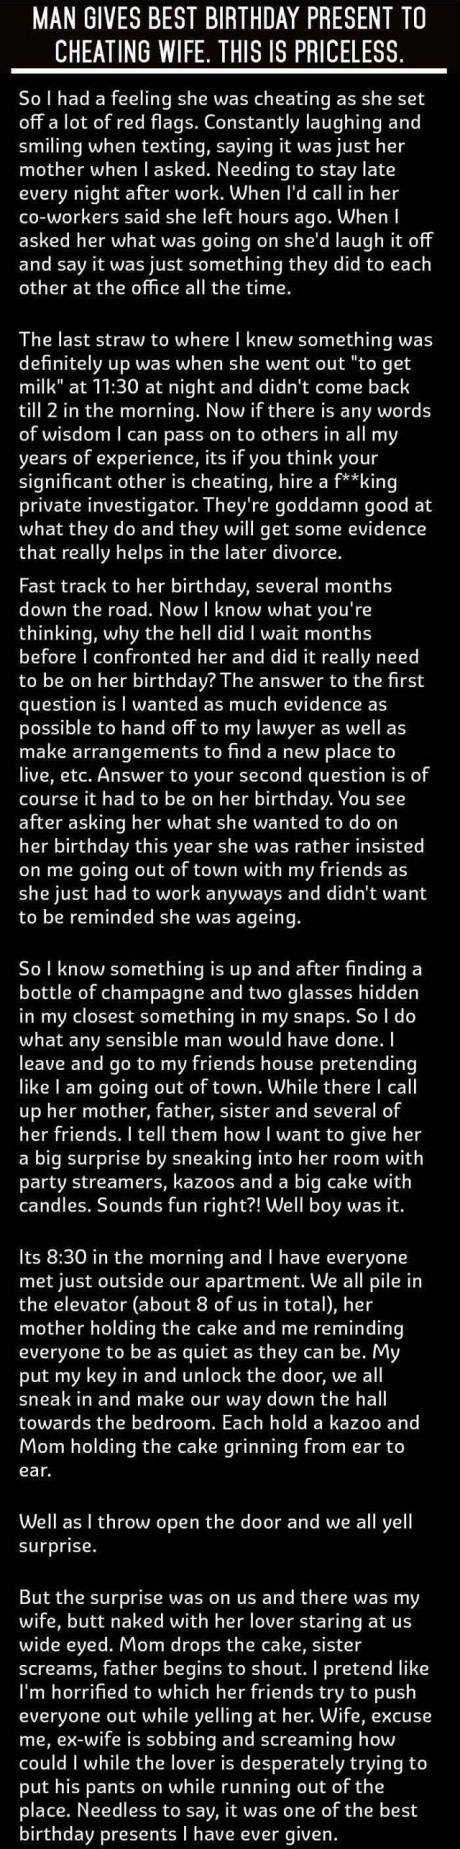 MAN GIVES BEST BIRTHDAY PRESENT TO
CHEATING WIFE. THIS IS PRICELESS.
So I had a feeling she was cheating as she set
off a lot of red flags. Constantly laughing and
smiling when texting, saying it was just her
mother when I asked. Needing to stay late
every night after work. When I'd call in her
co-workers said she left hours ago. When I
asked her what was going on she'd laugh it off
and say it was just something they did to each
other at the office all the time.
The last straw to where I knew something was
definitely up was when she went out "to get
milk" at 11:30 at night and didn't come back
till 2 in the morning. Now if there is any words
of wisdom I can pass on to others in all my
years of experience, its if you think your
significant other is cheating, hire a f**king
private investigator. They're goddamn good at
what they do and they will get some evidence
that really helps in the later divorce.
Fast track to her birthday, several months
down the road. Now I know what you're
thinking, why the hell did I wait months
before I confronted her and did it really need
to be on her birthday? The answer to the first
question is I wanted as much evidence as
possible to hand off to my lawyer as well as
make arrangements to find a new place to
live, etc. Answer to your second question is of
course it had to be on her birthday. You see
after asking her what she wanted to do on
her birthday this year she was rather insisted
on me going out of town with my friends as
she just had to work anyways and didn't want
to be reminded she was ageing.
So I know something is up and after finding a
bottle of champagne and two glasses hidden
in my closest something in my snaps. So I do
what any sensible man would have done. I
leave and go to my friends house pretending
like I am going out of town. While there I call
up her mother, father, sister and several of
her friends. I tell them how I want to give her
a big surprise by sneaking into her room with
party streamers, kazoos and a big cake with
candles. Sounds fun right?! Well boy was it.
Its 8:30 in the morning and I have everyone
met just outside our apartment. We all pile in
the elevator (about 8 of us in total), her
mother holding the cake and me reminding
everyone to be as quiet as they can be. My
put my key in and unlock the door, we all
sneak in and make our way down the hall
towards the bedroom. Each hold a kazoo and
Mom holding the cake grinning from ear to
ear.
Well as I throw open the door and we all yell
surprise.
But the surprise was on us and there was my
wife, butt naked with her lover staring at us
wide eyed. Mom drops the cake, sister
screams, father begins to shout. I pretend like
I'm horrified to which her friends try to push
everyone out while yelling at her. Wife, excuse
me, ex-wife is sobbing and screaming how
could I while the lover is desperately trying to
put his pants on while running out of the
place. Needless to say, it was one of the best
birthday presents I have ever given.